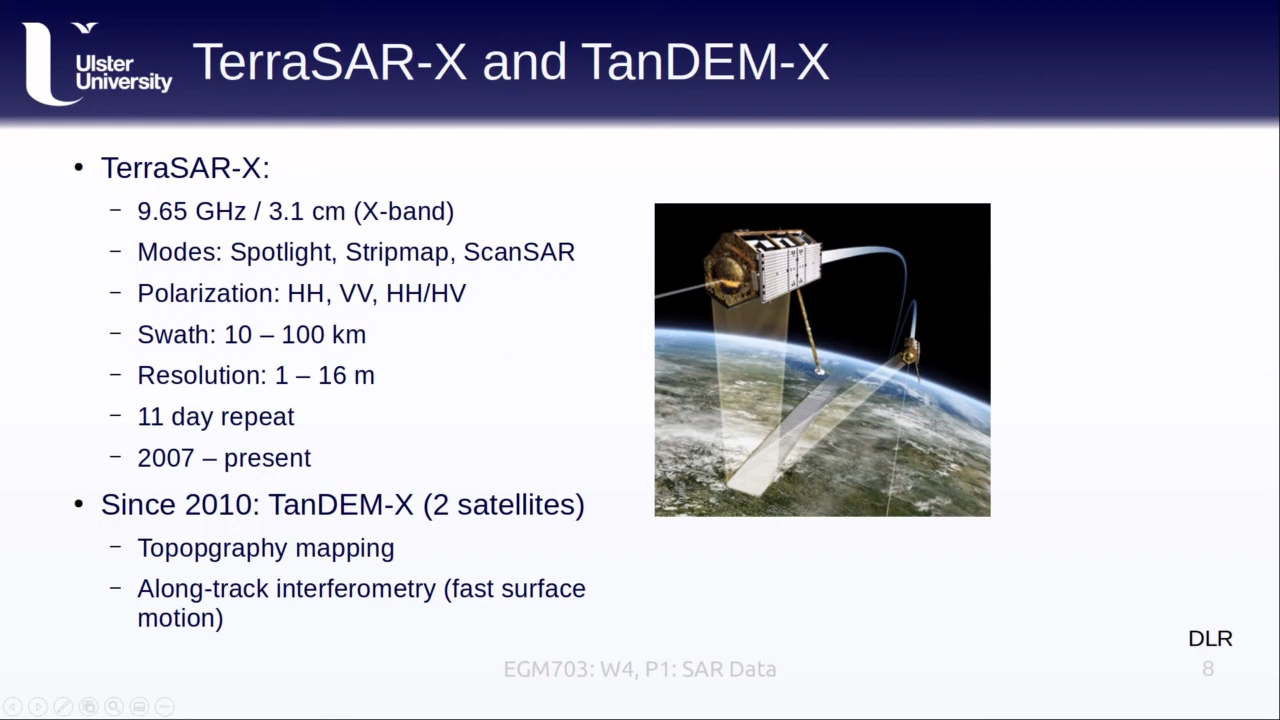 Ulster
University
TerraSAR-X and TanDEM-X
• TerraSAR-X:
– 9.65 GHz / 3.1 cm (X-band)
– Modes: Spotlight, Stripmap, ScanSAR
– Polarization: HH, VV, HH/HV
– Swath: 10 – 100 km
– Resolution: 1 – 16 m
– 11 day repeat
– 2007 – present
• Since 2010: TanDEM-X (2 satellites)
– Topopgraphy mapping
– Along-track interferometry (fast surface
motion)
DLR
EGM703: W4, P1: SAR Data
8